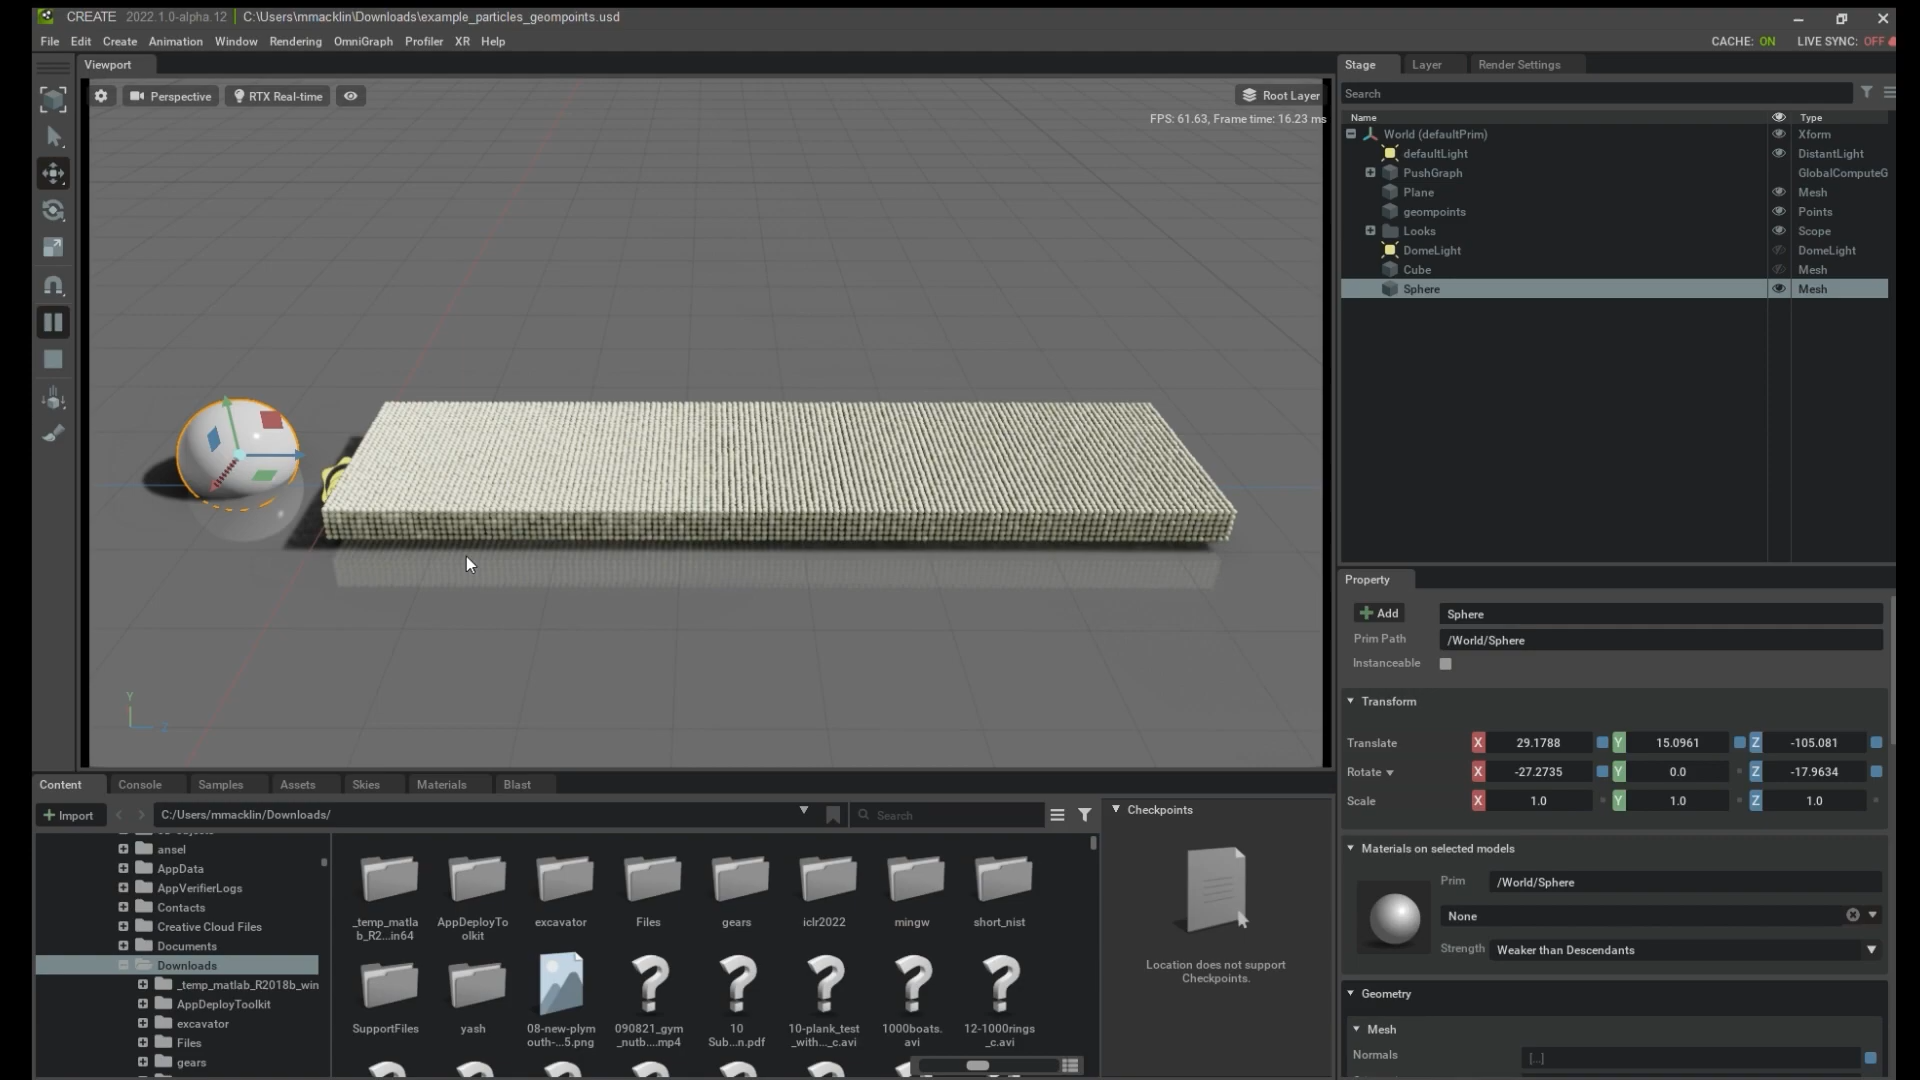 CREATE 2022.1.0-alpha.12 | C:\Users\mmacklin\Downloads\example_particles_geompoints.usd
File Edit Create Animation Window Rendering OmniGraph Profiler XR Help
CACHE: ON LIVE SYNC: OFF
Viewport
Perspective RTX Real-time
Root Layer
FPS: 61.63, Frame time: 16.23 ms
Y
Z
Stage Layer Render Settings
Search
Name Type
World (defaultPrim) Xform
defaultLight DistantLight
PushGraph GlobalComputeG
Plane Mesh
geompoints Points
Looks Scope
DomeLight DomeLight
Cube Mesh
Sphere Mesh
Property
Add Sphere
Prim Path /World/Sphere
Instanceable
Transform
Translate X 29.1788 Y 15.0961 Z -105.081
Rotate X -27.2735 Y 0.0 Z -17.9634
Scale X 1.0 Y 1.0 Z 1.0
Materials on selected models
Prim /World/Sphere
None
Strength Weaker than Descendants
Geometry
Mesh
Normals [...]
Content Console Samples Assets Skies Materials Blast
Import C:/Users/mmacklin/Downloads/ Search
ansel
AppData
AppVerifierLogs
Contacts
Creative Cloud Files
Documents
Downloads
_temp_matlab_R2018b_win
AppDeployToolkit
excavator
Files
gears
_temp_matla
b_R2...in64
AppDeployTo
olkit
excavator
Files
gears
iclr2022
mingw
short_nist
SupportFiles
yash
08-new-plym
outh-...5.png
090821_gym
_nutb....mp4
10
Sub...n.pdf
10-plank_test
_with..._c.avi
1000boats.
avi
12-1000rings
_c.avi
Checkpoints
Location does not support
Checkpoints.